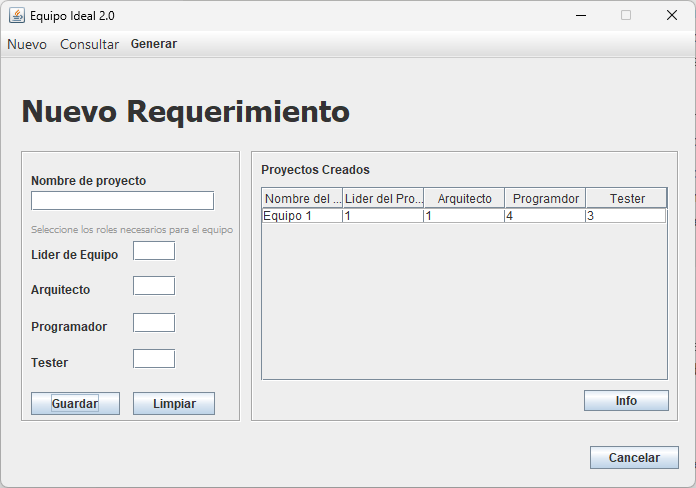 Equipo Ideal 2.0
Nuevo Consultar Generar
Nuevo Requerimiento
Nombre de proyecto
Seleccione los roles necesarios para el equipo
Lider de Equipo
Arquitecto
Programador
Tester
Guardar Limpiar
Proyectos Creados
Nombre del ... Lider del Pro... Arquitecto Programdor Tester
Equipo 1 1 1 4 3
Info
Cancelar